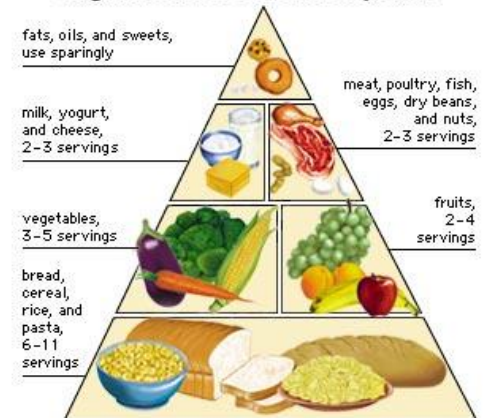 fats, oils, and sweets,
use sparingly
milk, yogurt,
and cheese,
2–3 servings
meat, poultry, fish,
eggs, dry beans,
and nuts,
2–3 servings
vegetables,
3–5 servings
fruits,
2–4
servings
bread,
cereal,
rice, and
pasta,
6–11
servings